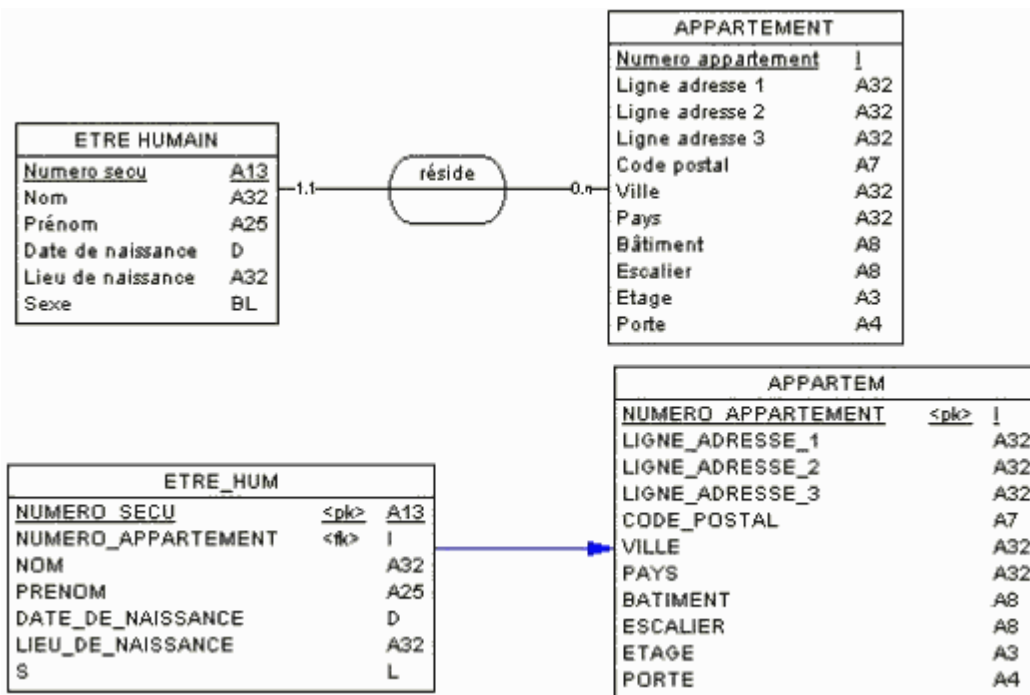 APPARTEMENT
Numero appartement I
Ligne adresse 1 A32
Ligne adresse 2 A32
Ligne adresse 3 A32
Code postal A7
Ville A32
Pays A32
Bâtiment A8
Escalier A8
Etage A3
Porte A4
ETRE HUMAIN
Numero secu A13
Nom A32
Prénom A25
Date de naissance D
Lieu de naissance A32
Sexe BL
1.1 réside 0.n
APPARTEM
NUMERO_APPARTEMENT <pk> I
LIGNE_ADRESSE_1 A32
LIGNE_ADRESSE_2 A32
LIGNE_ADRESSE_3 A32
CODE_POSTAL A7
VILLE A32
PAYS A32
BATIMENT A8
ESCALIER A8
ETAGE A3
PORTE A4
ETRE_HUM
NUMERO_SECU <pk> A13
NUMERO_APPARTEMENT <fk> I
NOM A32
PRENOM A25
DATE_DE_NAISSANCE D
LIEU_DE_NAISSANCE A32
S L